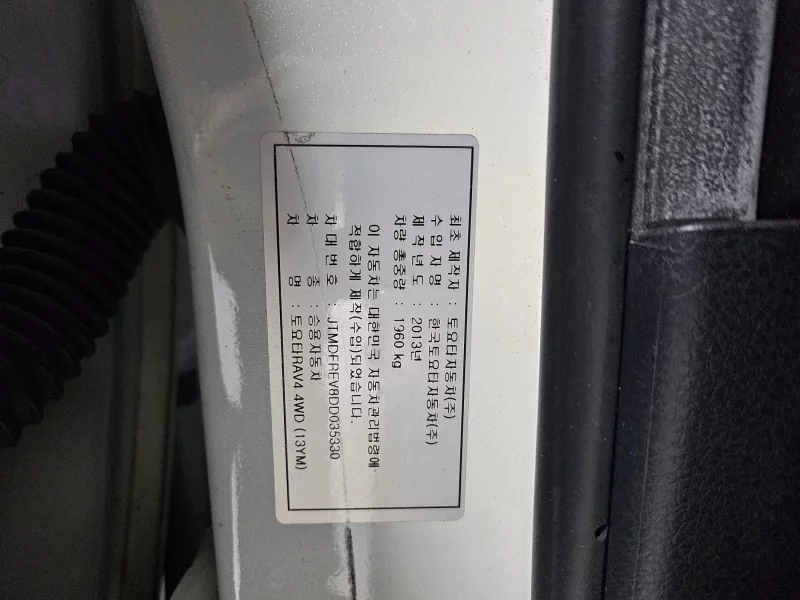 최초 제작자 : 토요타자동차(주)
수입자명 : 한국토요타자동차(주)
제작년도 : 2013년
차량 총중량 : 1960 kg
이 자동차는 대한민국 자동차관리법령에
적합하게 제작(수입)되었습니다.
차대번호 : JTMDFREV8DD035330
차 종 : 승용자동차
차 명 : 토요타RAV4 4WD (13YM)